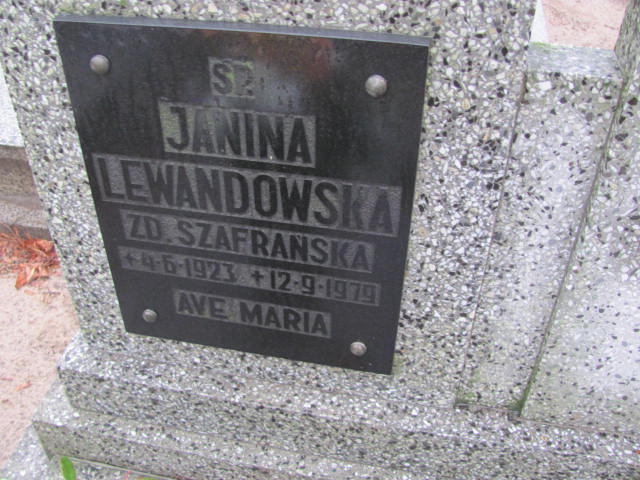 ŚP.
JANINA
LEWANDOWSKA
ZD. SZAFRAŃSKA
+4-6-1923 +12-9-1979
AVE MARIA